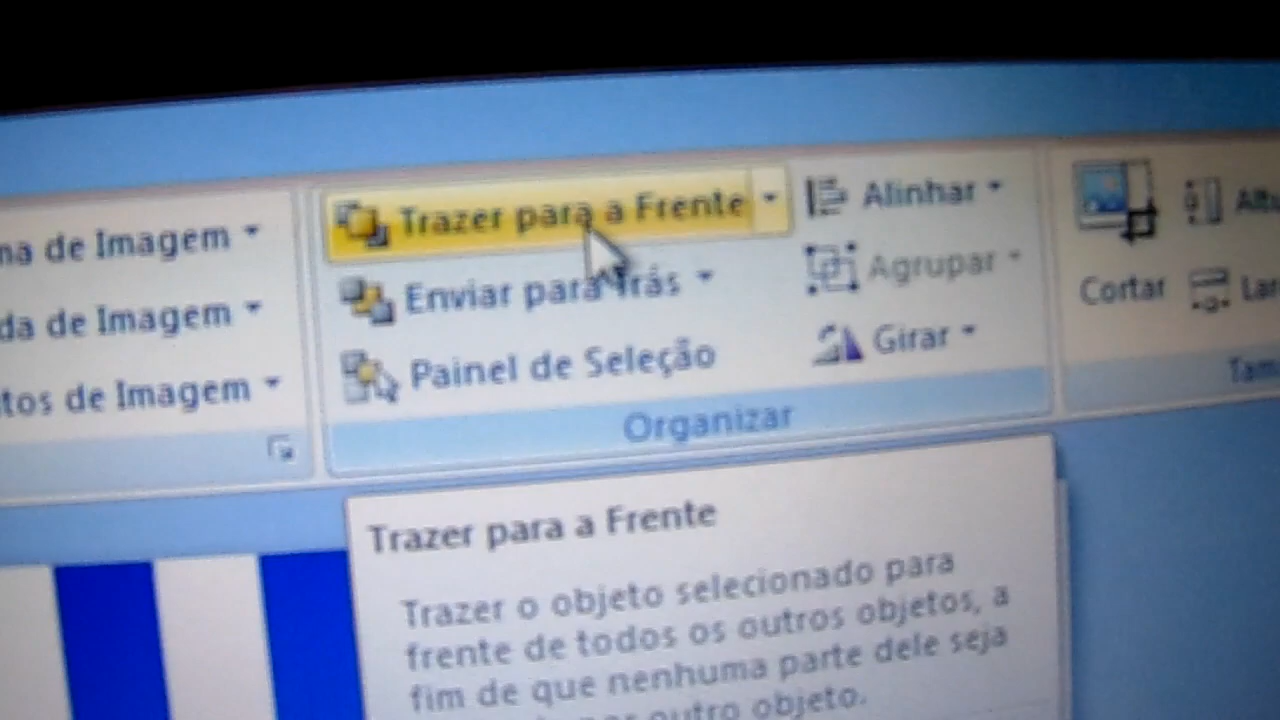 ma de Imagem
da de Imagem
tos de Imagem
Trazer para a Frente
Enviar para Trás
Painel de Seleção
Alinhar
Agrupar
Girar
Organizar
Cortar
Trazer para a Frente
Trazer o objeto selecionado para
frente de todos os outros objetos, a
fim de que nenhuma parte dele seja
outro objeto.